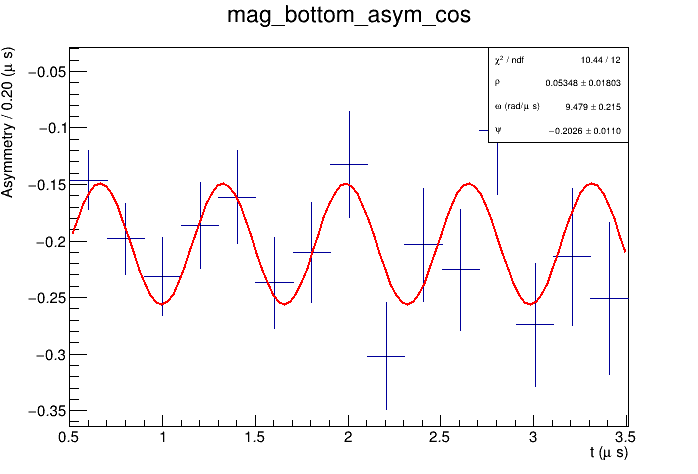 mag_bottom_asym_cos
Asymmetry / 0.20 (μ s)
χ² / ndf 10.44 / 12
ρ 0.05348 ± 0.01803
ω (rad/μ s) 9.479 ± 0.215
ψ −0.2026 ± 0.0110
−0.05
−0.1
−0.15
−0.2
−0.25
−0.3
−0.35
0.5 1 1.5 2 2.5 3 3.5
t (μ s)